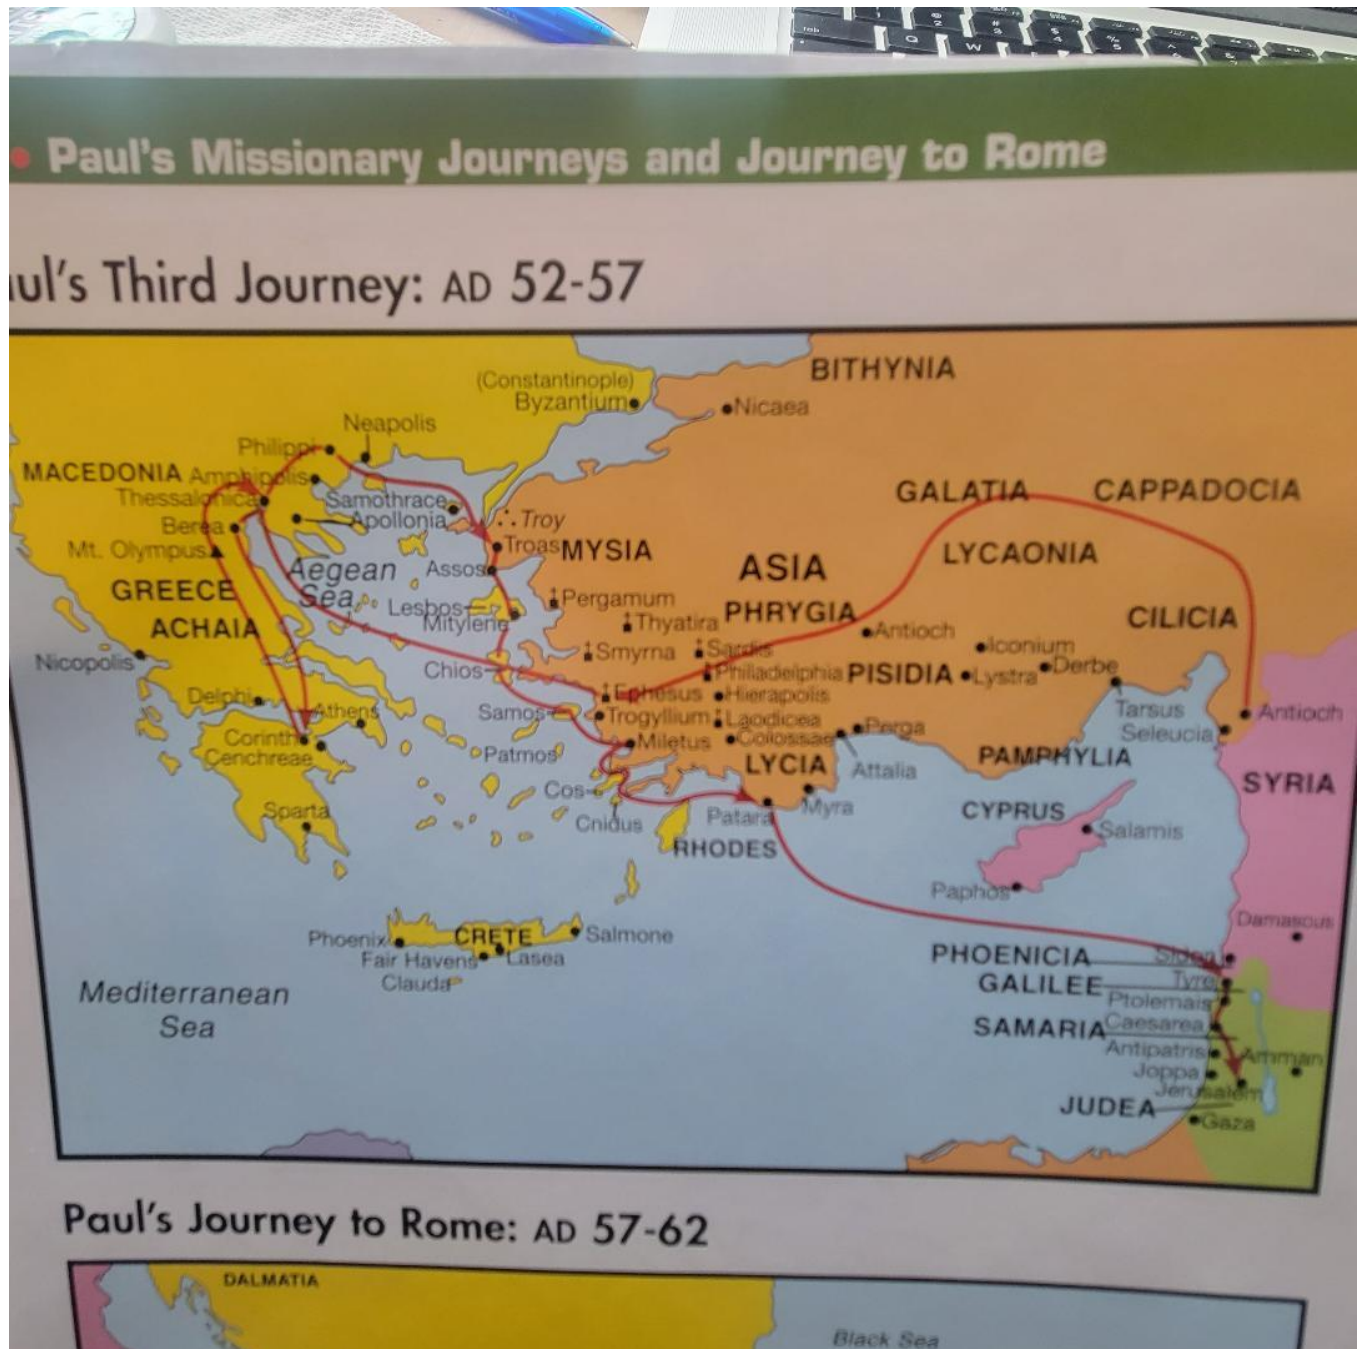 tab
Q
W
Paul's Missionary Journeys and Journey to Rome
ul's Third Journey: AD 52-57
BITHYNIA
(Constantinople)
Byzantium
Nicaea
Neapolis
Philippi
MACEDONIA
Amphipolis
Thessalonica
Samothrace
Apollonia
Berea
Mt. Olympus
Troy
Troas
MYSIA
GALATIA
CAPPADOCIA
LYCAONIA
ASIA
PHRYGIA
CILICIA
GREECE
ACHAIA
Aegean
Sea
Assos
Lesbos
Mitylene
Pergamum
Thyatira
Smyrna
Sardis
Antioch
Iconium
Nicopolis
Chios
Philadelphia
PISIDIA
Lystra
Derbe
Delphi
Athens
Ephesus
Hierapolis
Tarsus
Antioch
Samos
Trogyllium
Laodicea
Perga
Seleucia
Corinth
Cenchreae
Patmos
Miletus
Colossae
LYCIA
Attalia
PAMPHYLIA
SYRIA
Cos
Sparta
Cnidus
Patara
Myra
CYPRUS
Salamis
RHODES
Paphos
Damascus
Phoenix
CRETE
Salmone
Fair Havens
Lasea
Clauda
PHOENICIA
Sidon
GALILEE
Tyre
Ptolemais
Mediterranean
Sea
SAMARIA
Caesarea
Antipatris
Amman
Joppa
Jerusalem
JUDEA
Gaza
Paul's Journey to Rome: AD 57-62
DALMATIA
Black Sea